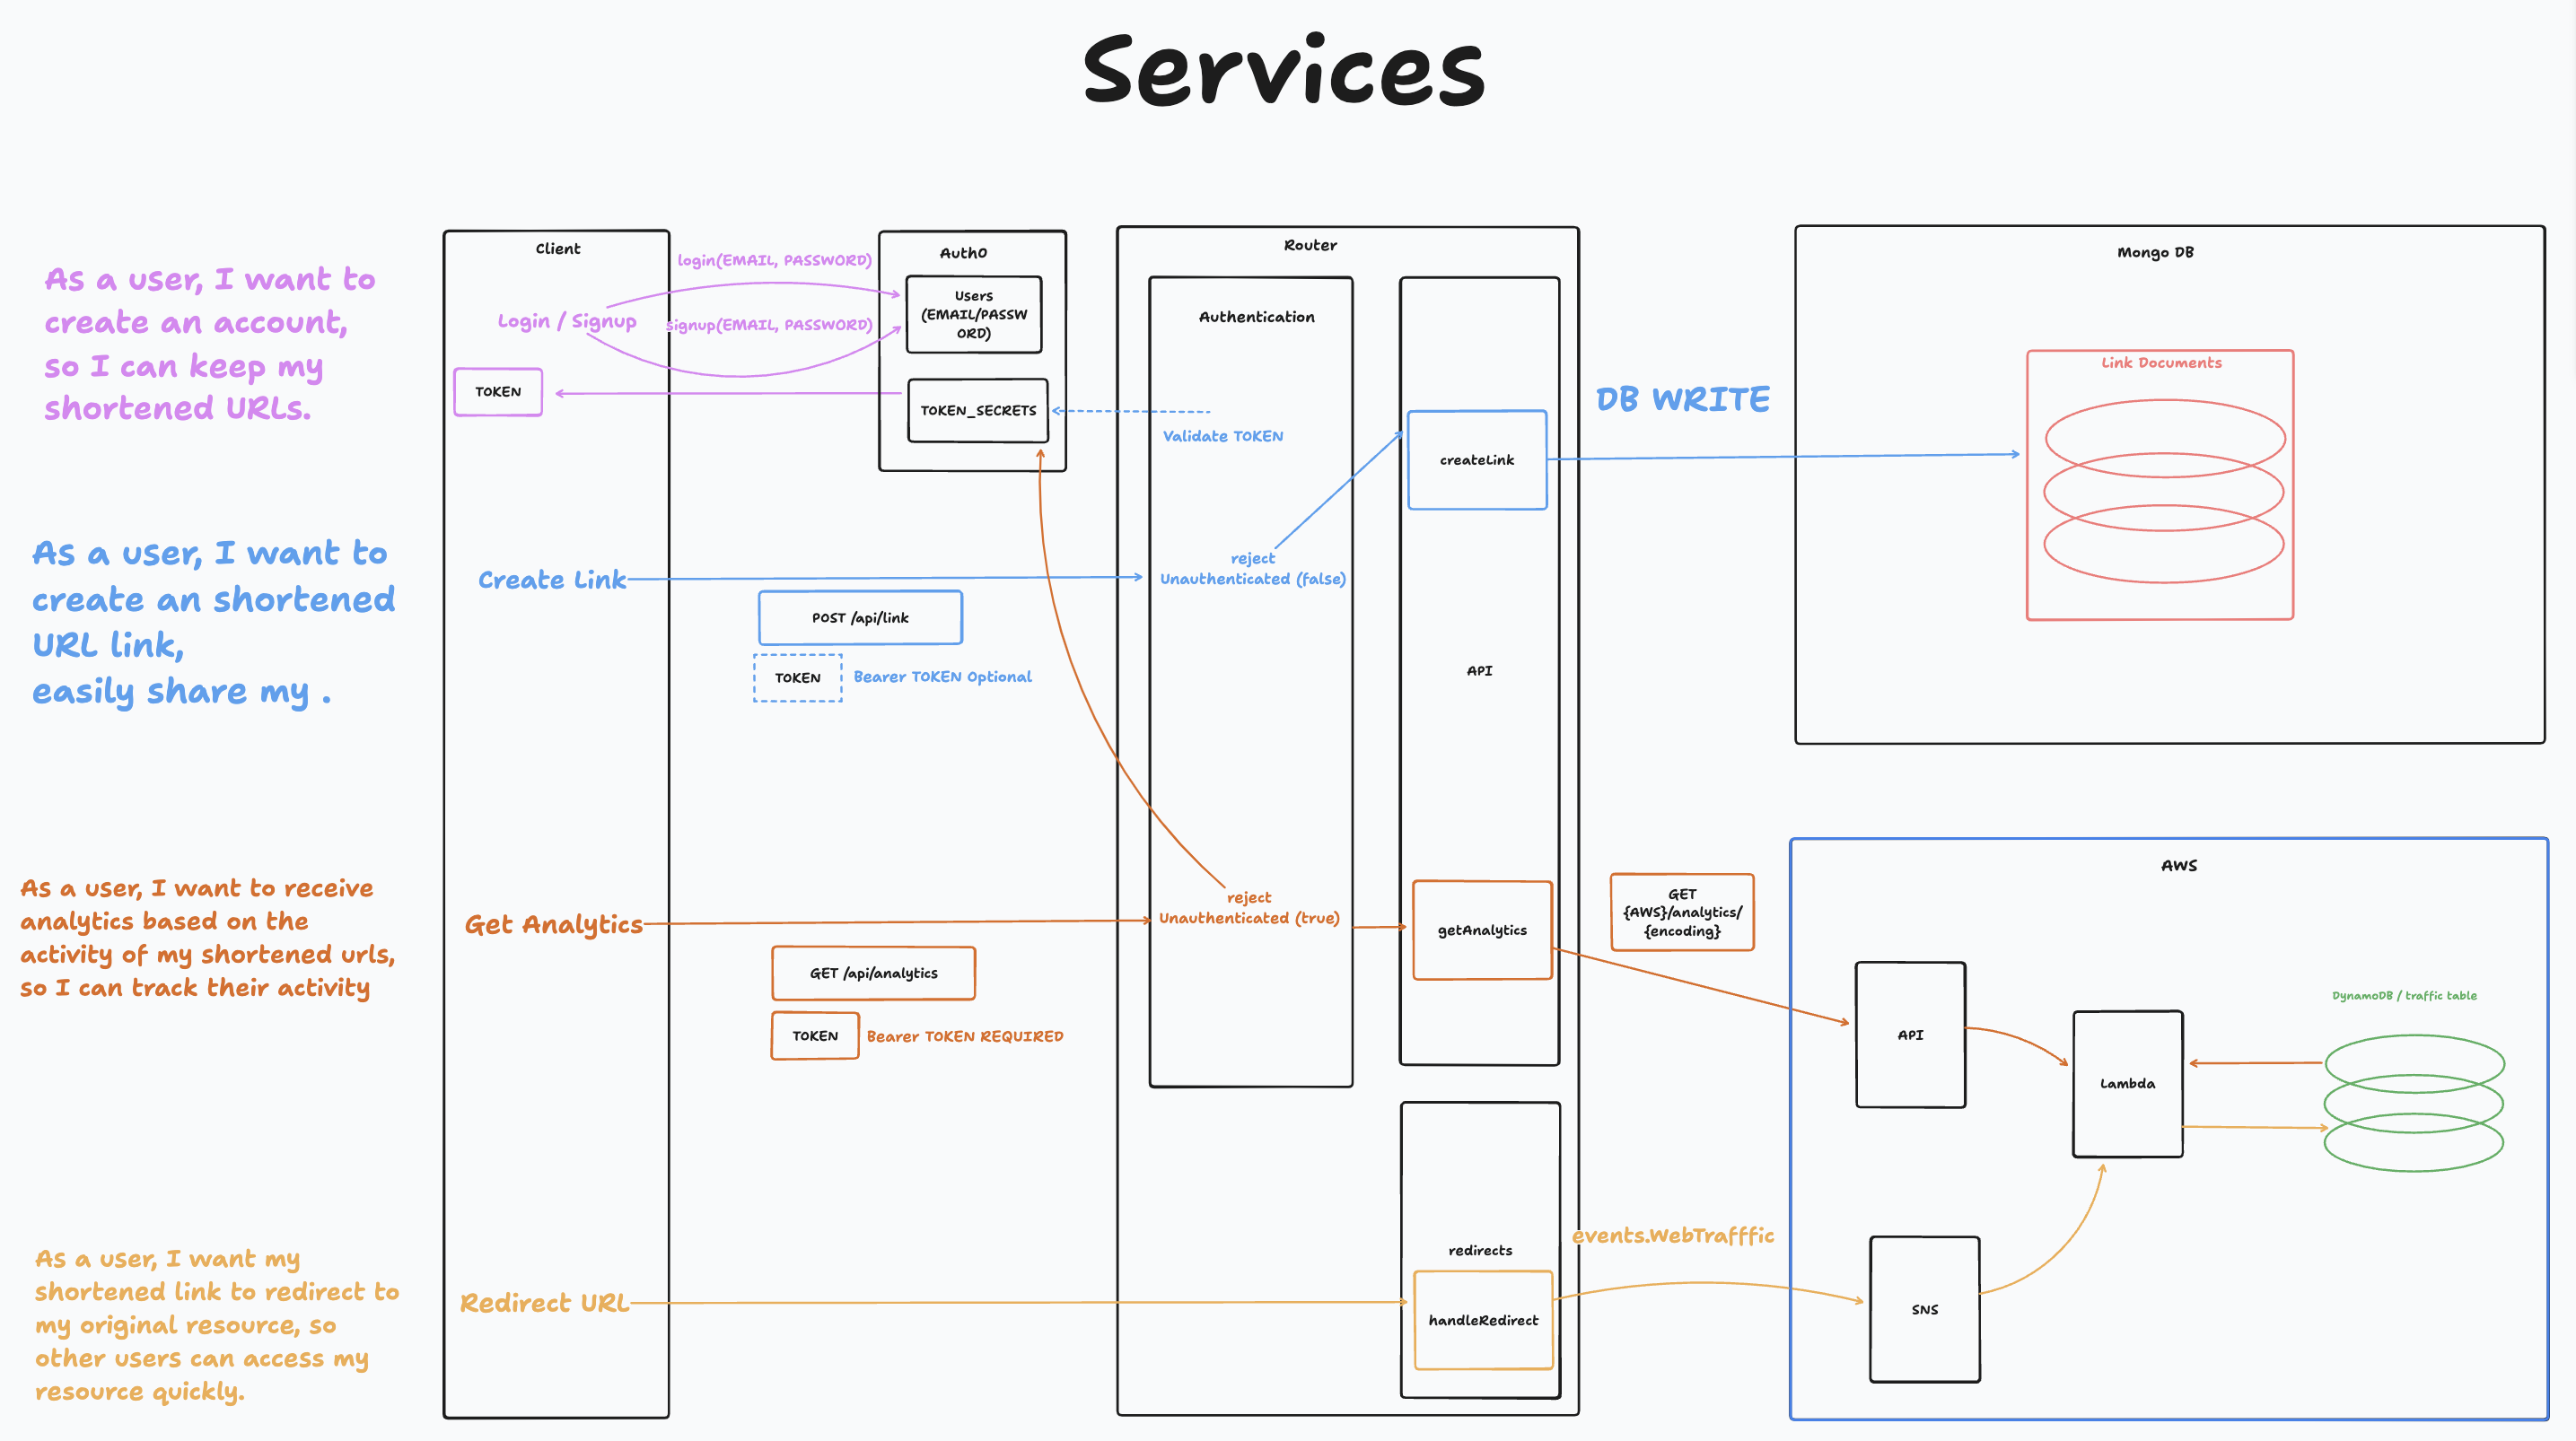 Services
As a user, I want to
create an account,
so I can keep my
shortened URLs.
As a user, I want to
create an shortened
URL link,
easily share my .
As a user, I want to receive
analytics based on the
activity of my shortened urls,
so I can track their activity
As a user, I want my
shortened link to redirect to
my original resource, so
other users can access my
resource quickly.
Client
Login / Signup
TOKEN
Create Link
Get Analytics
Redirect URL
login(EMAIL, PASSWORD)
signup(EMAIL, PASSWORD)
POST /api/link
TOKEN
Bearer TOKEN Optional
GET /api/analytics
TOKEN
Bearer TOKEN REQUIRED
Auth0
Users
(EMAIL/PASSW
ORD)
TOKEN_SECRETS
Router
Authentication
Validate TOKEN
reject
Unauthenticated (false)
reject
Unauthenticated (true)
createLink
API
getAnalytics
redirects
handleRedirect
DB WRITE
GET
{AWS}/analytics/
{encoding}
events.WebTrafffic
Mongo DB
Link Documents
AWS
API
Lambda
DynamoDB / traffic table
SNS